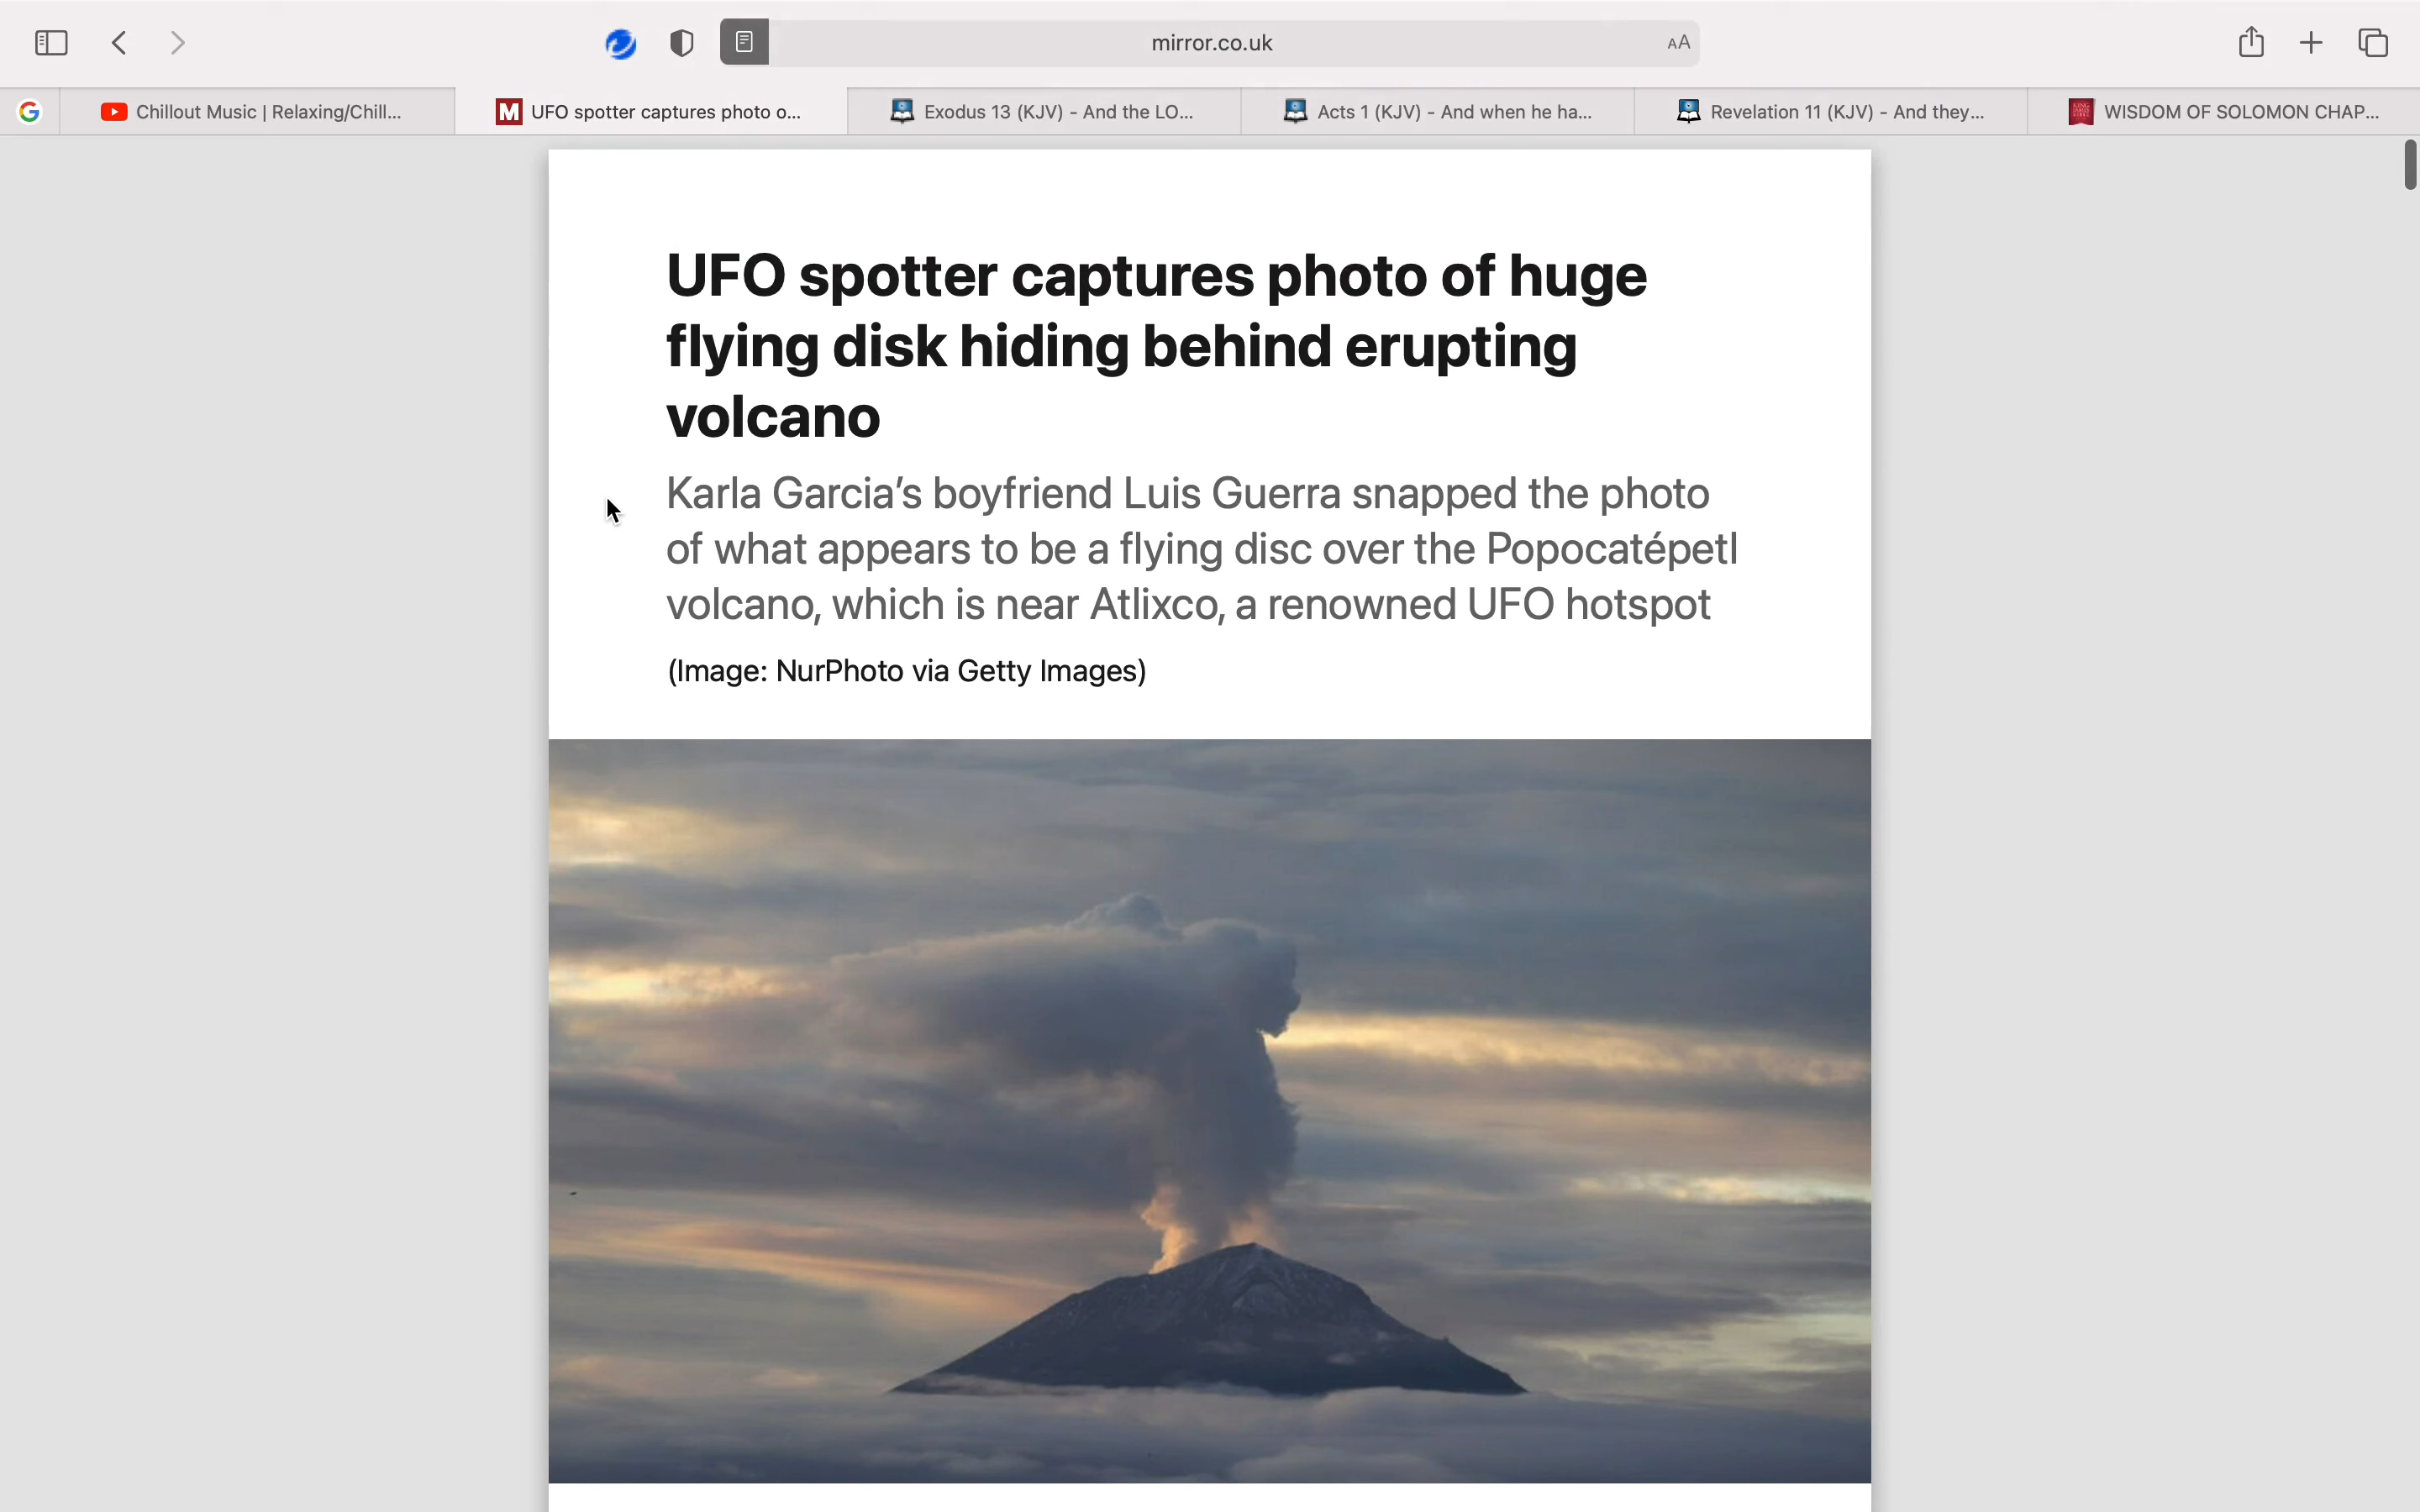 mirror.co.uk
AA
Chillout Music | Relaxing/Chill...
UFO spotter captures photo o...
Exodus 13 (KJV) - And the LO...
Acts 1 (KJV) - And when he ha...
Revelation 11 (KJV) - And they...
WISDOM OF SOLOMON CHAP...
UFO spotter captures photo of huge
flying disk hiding behind erupting
volcano
Karla Garcia’s boyfriend Luis Guerra snapped the photo
of what appears to be a flying disc over the Popocatépetl
volcano, which is near Atlixco, a renowned UFO hotspot
(Image: NurPhoto via Getty Images)